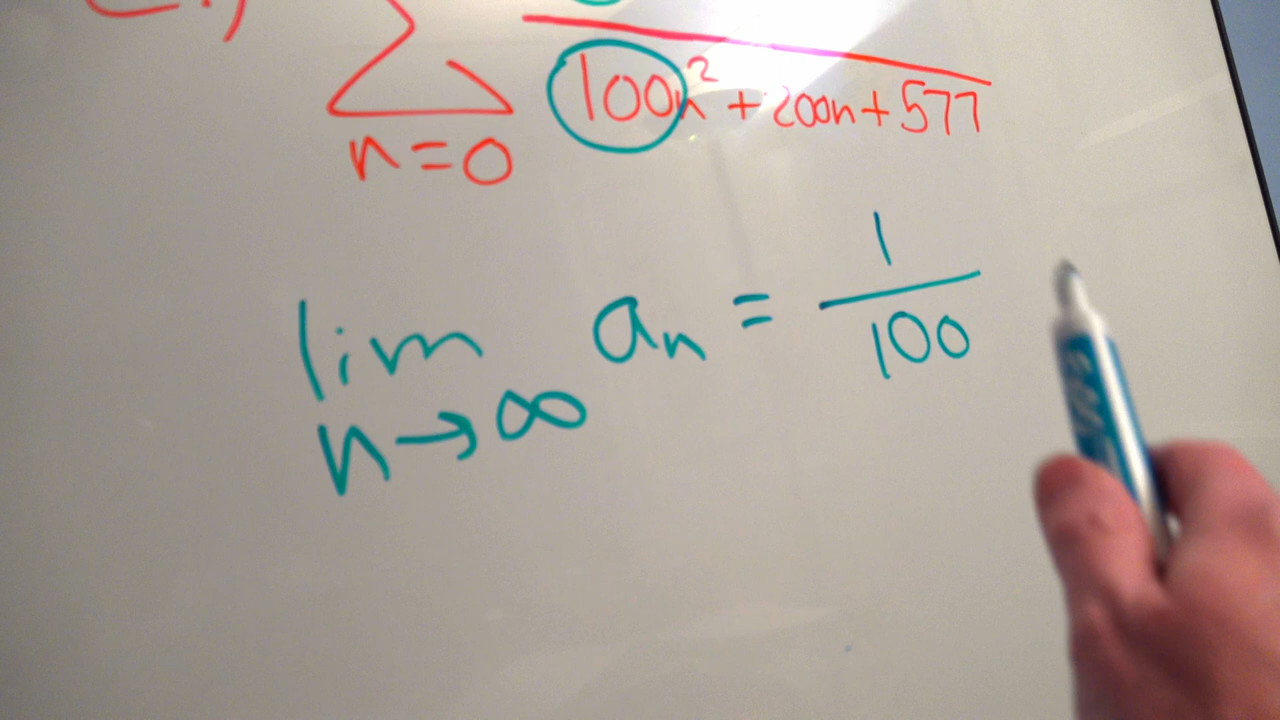 ∑ 100n² + 200n + 577
n = 0
lim aₙ = 1/100
n → ∞